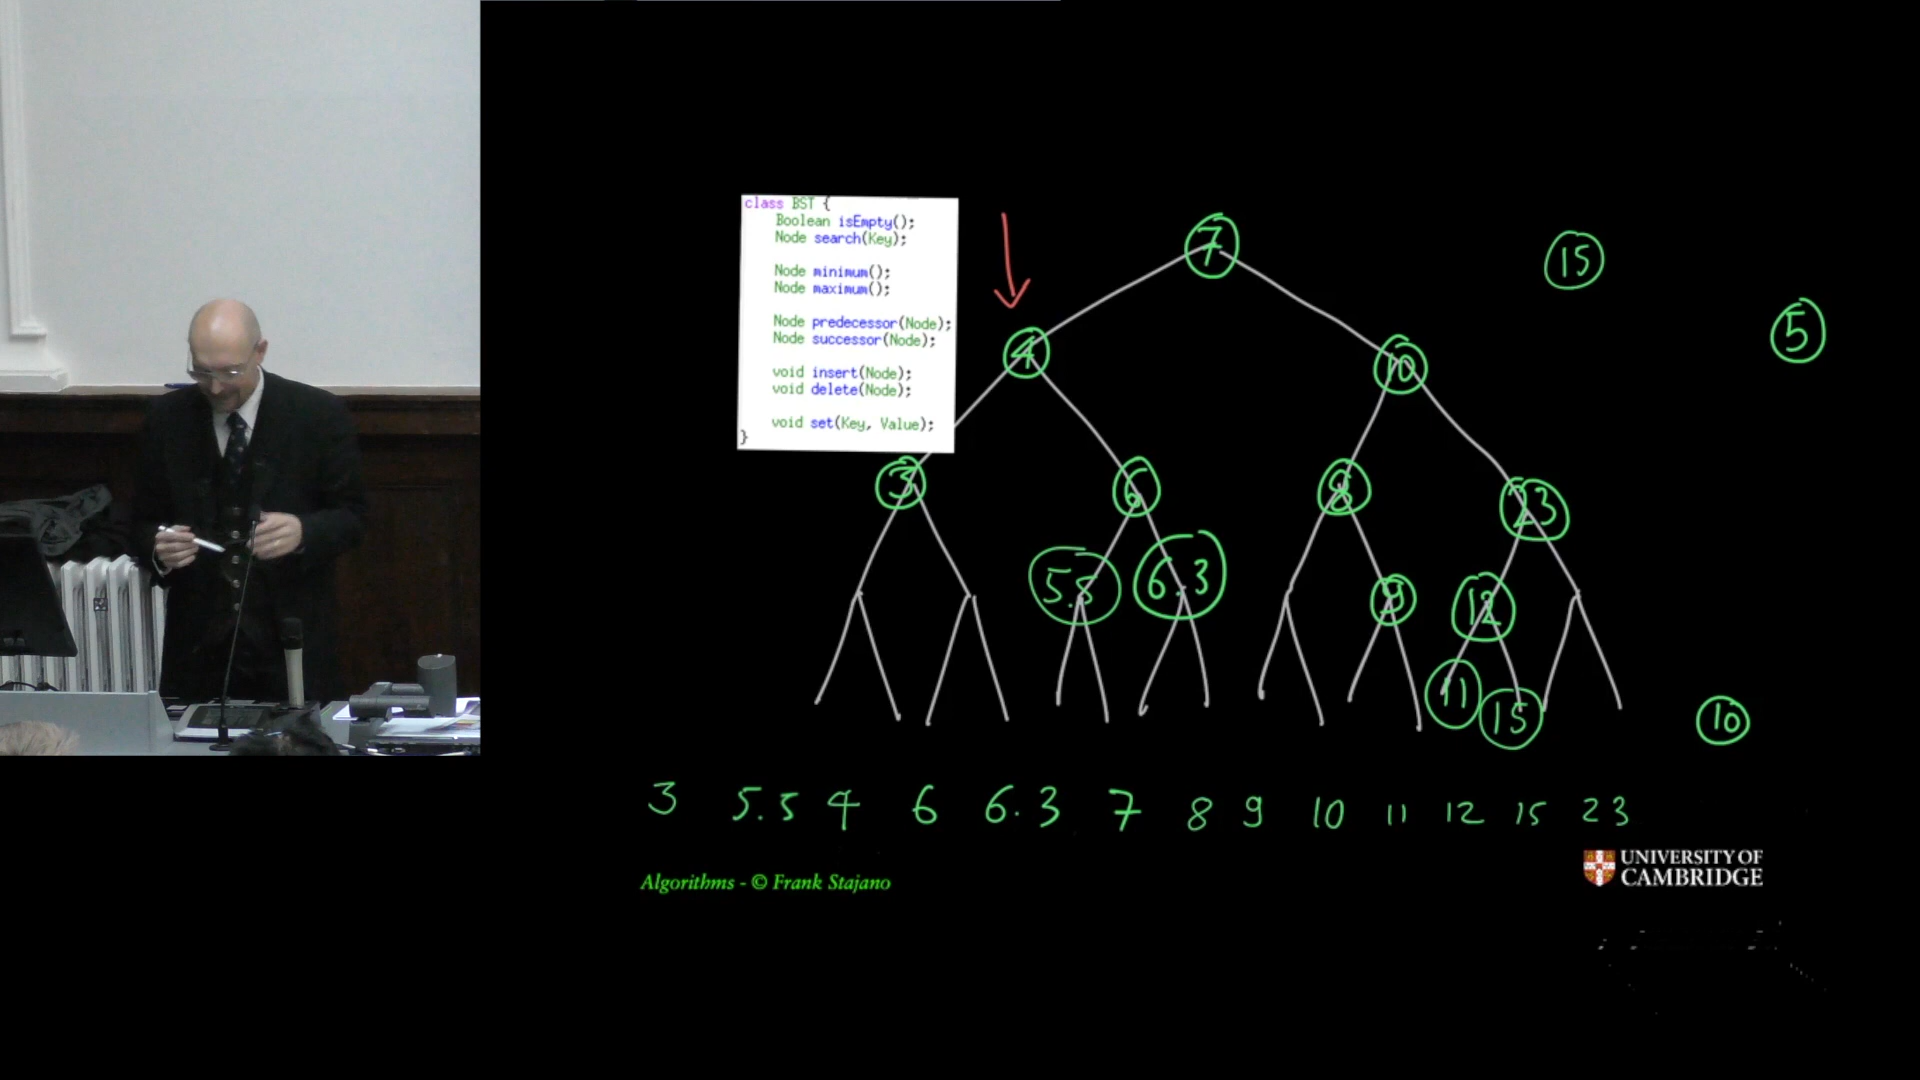 class BST {
Boolean isEmpty();
Node search(Key);
Node minimum();
Node maximum();
Node predecessor(Node);
Node successor(Node);
void insert(Node);
void delete(Node);
void set(Key, Value);
}
7
15
5
4
10
3
6
8
23
5.5
6.3
9
12
11
15
10
3 5.5 4 6 6.3 7 8 9 10 11 12 15 23
Algorithms - © Frank Stajano
UNIVERSITY OF
CAMBRIDGE